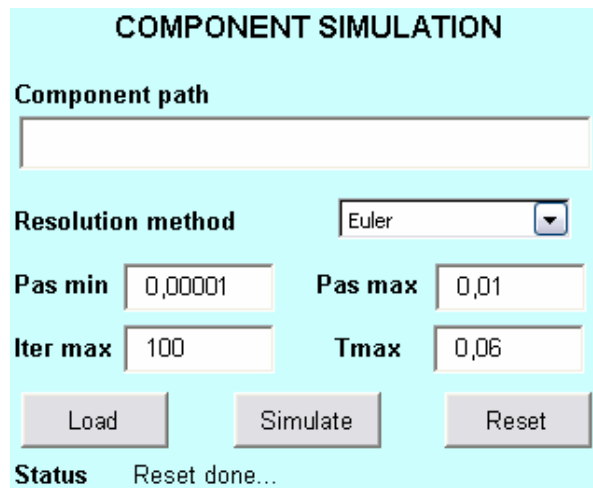 COMPONENT SIMULATION
Component path
Resolution method Euler
Pas min 0,00001 Pas max 0,01
Iter max 100 Tmax 0,06
Load Simulate Reset
Status Reset done...